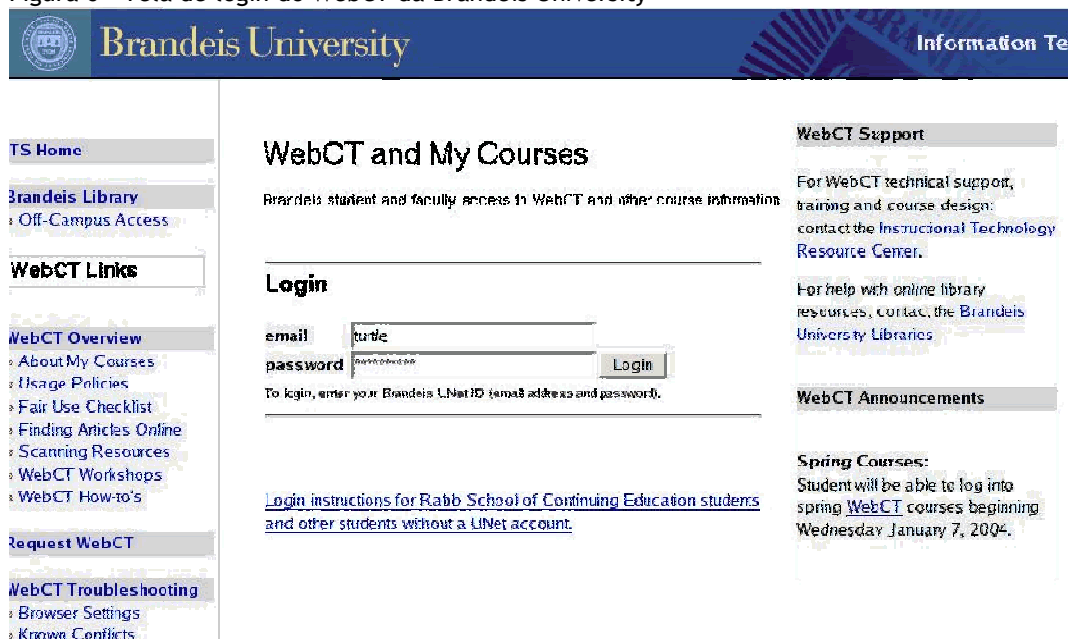 Brandeis University
Information Te
TS Home
Brandeis Library
» Off-Campus Access
WebCT Links
WebCT Overview
» About My Courses
» Usage Policies
» Fair Use Checklist
» Finding Articles Online
» Scanning Resources
» WebCT Workshops
» WebCT How-to's
Request WebCT
WebCT Troubleshooting
» Browser Settings
» Known Conflicts
WebCT and My Courses
Brandeis student and faculty access to WebCT and other course information
Login
email turtle
password ********** Login
To login, enter your Brandeis UNet ID (email address and password).
Login instructions for Rabb School of Continuing Education students
and other students without a UNet account.
WebCT Support
For WebCT technical support,
training and course design:
contact the Instructional Technology
Resource Center.
For help with online library
resources, contact the Brandeis
University Libraries
WebCT Announcements
Spring Courses:
Student will be able to log into
spring WebCT courses beginning
Wednesday January 7, 2004.